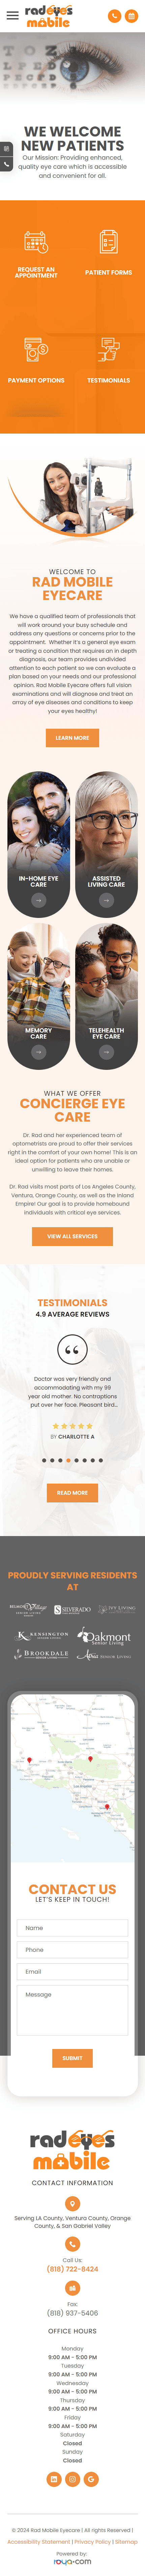 radeyes
mobile
WE WELCOME
NEW PATIENTS
Our Mission: Providing enhanced,
quality eye care which is accessible
and convenient for all.
REQUEST AN
APPOINTMENT
PATIENT FORMS
PAYMENT OPTIONS
TESTIMONIALS
WELCOME TO
RAD MOBILE
EYECARE
We have a qualified team of professionals that
will work around your busy schedule and
address your questions or concerns prior to the
appointment. Whether it's a yearly eye exam
or treating a condition that requires an in depth
diagnosis, our team provides undivided
attention to each patient so we can evaluate a
plan based on your needs and our professional
opinion. Rad Mobile Eyecare offers full vision
examinations and will diagnose and treat an
array of eye diseases and conditions to keep
your eyes healthy!
LEARN MORE
IN-HOME EYE
CARE
ASSISTED
LIVING CARE
MEMORY
CARE
TELEHEALTH
EYE CARE
WHAT WE OFFER
CONCIERGE EYE
CARE
Dr. Rad and her experienced team of
optometrists are proud to offer their services
right in the comfort of your own home! This is an
ideal option for patients who are unable or
unwilling to leave their homes.
Dr. Rad visits most parts of Los Angeles County,
Ventura, Orange County, as well as the Inland
Empire! Our goal is to provide homebound
individuals with critical eye services.
VIEW ALL SERVICES
TESTIMONIALS
4.9 AVERAGE REVIEWS
Doctor was very friendly and
accommodating with my 99
year old mother. No contraptions
put over her face. Pleasant bird...
BY CHARLOTTE A
READ MORE
PROUDLY SERVING RESIDENTS
AT
BELMONT Village
SENIOR LIVING
SILVERADO
IVY LIVING
KENSINGTON
Oakmont
Senior Living
BROOKDALE
SENIOR LIVING
SENIOR LIVING
CONTACT US
LET'S KEEP IN TOUCH!
Name
Phone
Email
Message
SUBMIT
radeyes
mobile
CONTACT INFORMATION
Serving LA County, Ventura County, Orange
County, & San Gabriel Valley
Call Us:
(818) 722-8424
Fax:
(818) 937-5406
OFFICE HOURS
Monday
9:00 AM - 5:00 PM
Tuesday
9:00 AM - 5:00 PM
Wednesday
9:00 AM - 5:00 PM
Thursday
9:00 AM - 5:00 PM
Friday
9:00 AM - 5:00 PM
Saturday
Closed
Sunday
Closed
© 2024 Rad Mobile Eyecare | All rights Reserved |
Accessibility Statement | Privacy Policy | Sitemap
Powered by:
roya.com